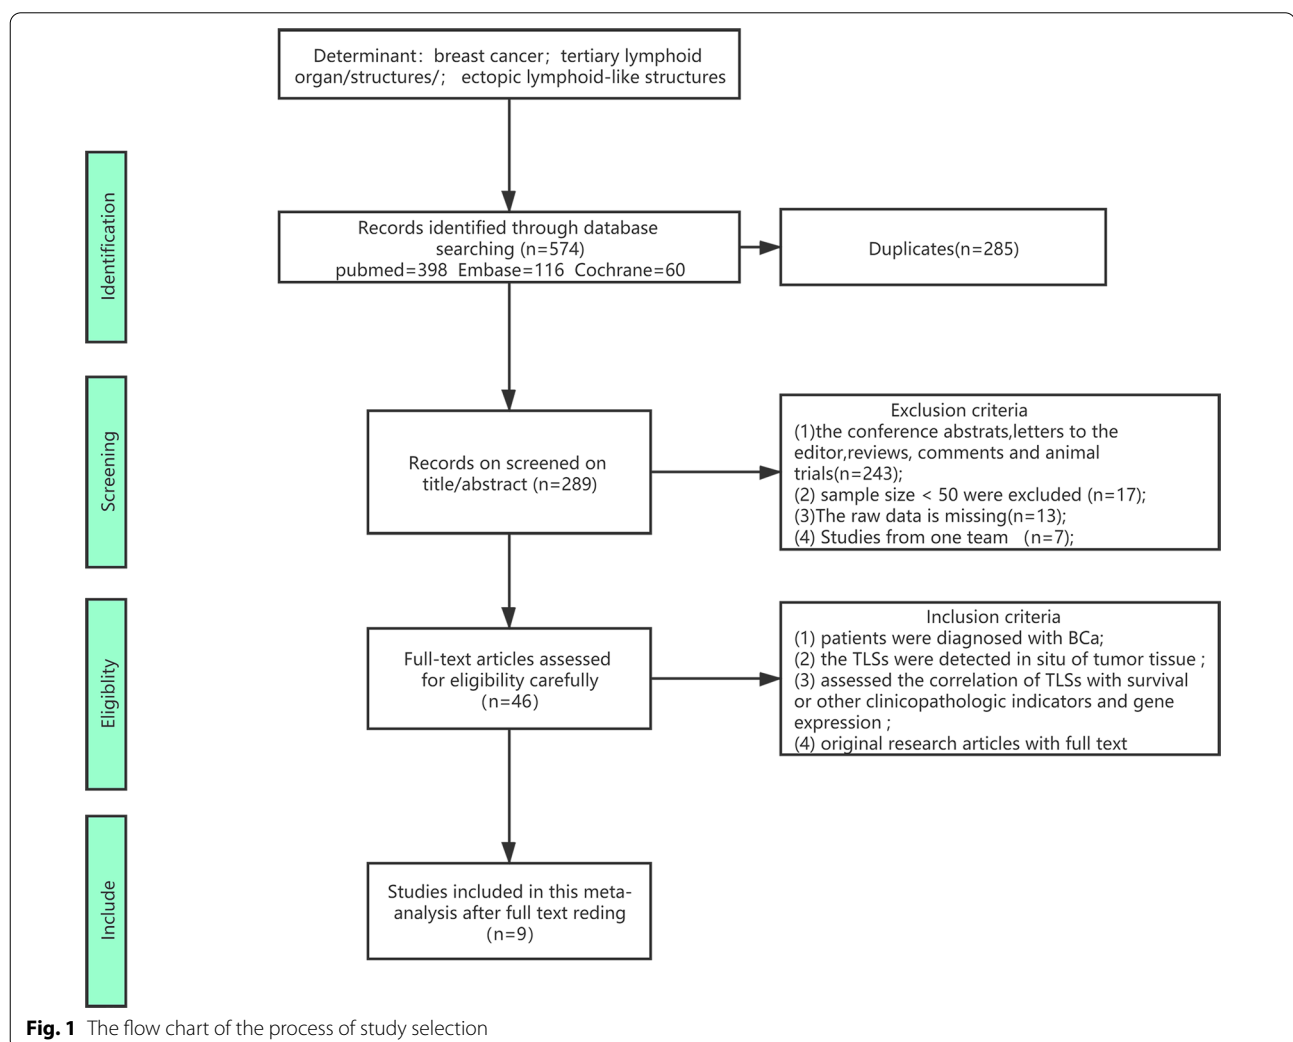 Determinant: breast cancer; tertiary lymphoid
organ/structures/; ectopic lymphoid-like structures
Identification
Records identified through database
searching (n=574)
pubmed=398 Embase=116 Cochrane=60
Duplicates(n=285)
Screening
Records on screened on
title/abstract (n=289)
Exclusion criteria
(1)the conference abstrats,letters to the
editor,reviews, comments and animal
trials(n=243);
(2) sample size < 50 were excluded (n=17);
(3)The raw data is missing(n=13);
(4) Studies from one team (n=7);
Eligiblity
Full-text articles assessed
for eligibility carefully
(n=46)
Inclusion criteria
(1) patients were diagnosed with BCa;
(2) the TLSs were detected in situ of tumor tissue ;
(3) assessed the correlation of TLSs with survival
or other clinicopathologic indicators and gene
expression ;
(4) original research articles with full text
Include
Studies included in this meta-
analysis after full text reding
(n=9)
Fig. 1 The flow chart of the process of study selection